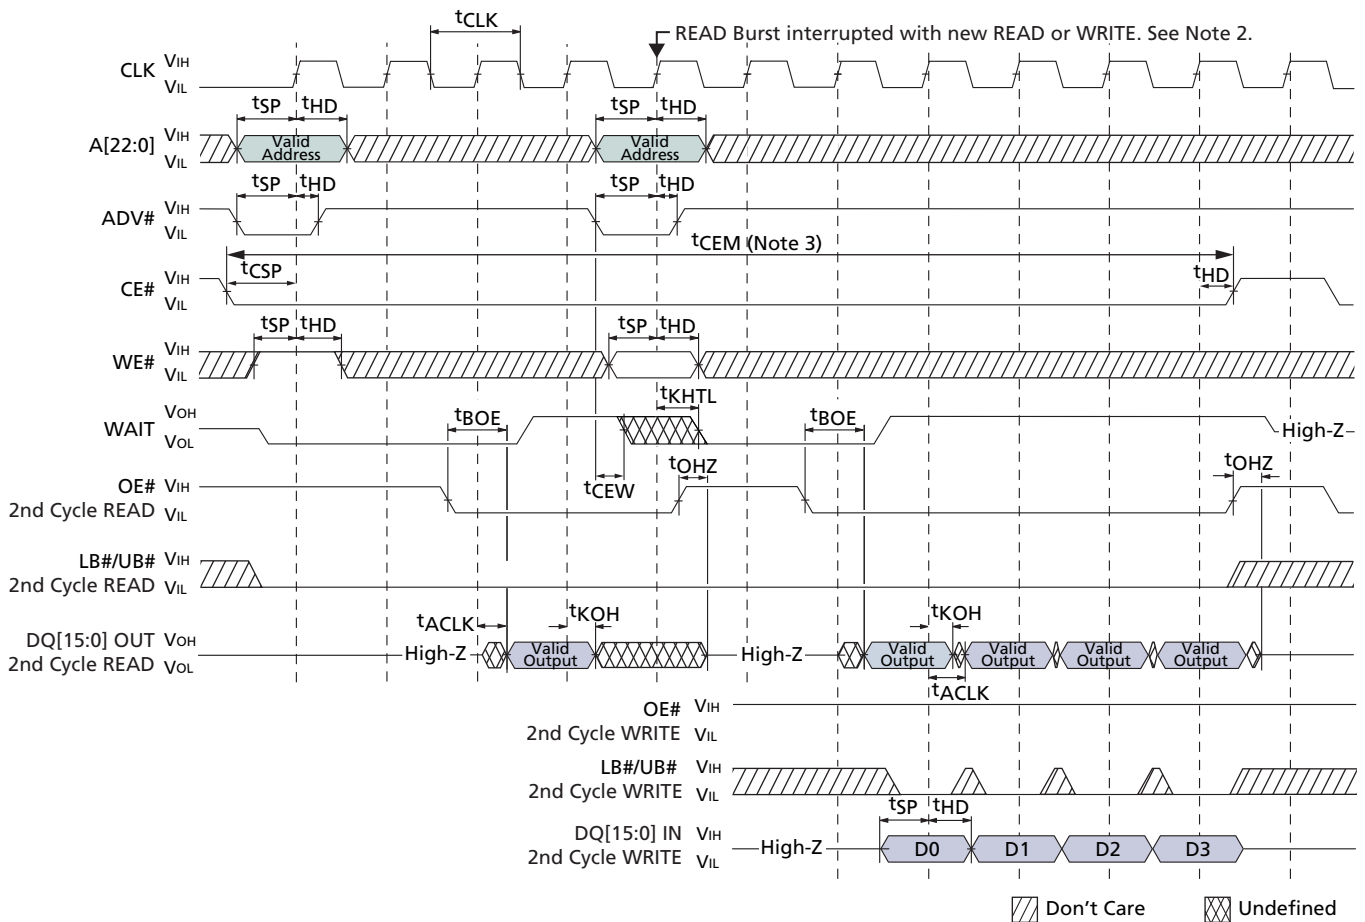 tCLK
READ Burst interrupted with new READ or WRITE. See Note 2.
CLK VIH
VIL
tSP tHD tSP tHD
A[22:0] VIH
VIL
Valid Address Valid Address
tSP tHD tSP tHD
ADV# VIH
VIL
tCEM (Note 3)
CE# VIH
VIL
tCSP tHD
tSP tHD tSP tHD
WE# VIH
VIL
tKHTL
WAIT VOH
VOL
tBOE tBOE
High-Z
tCEW tOHZ tOHZ
OE# VIH
2nd Cycle READ VIL
LB#/UB# VIH
2nd Cycle READ VIL
tACLK tKOH tKOH
DQ[15:0] OUT VOH
2nd Cycle READ VOL
High-Z Valid Output High-Z Valid Output Valid Output Valid Output Valid Output
tACLK
OE# VIH
2nd Cycle WRITE VIL
LB#/UB# VIH
2nd Cycle WRITE VIL
tSP tHD
DQ[15:0] IN VIH
2nd Cycle WRITE VIL
High-Z D0 D1 D2 D3
Don't Care Undefined